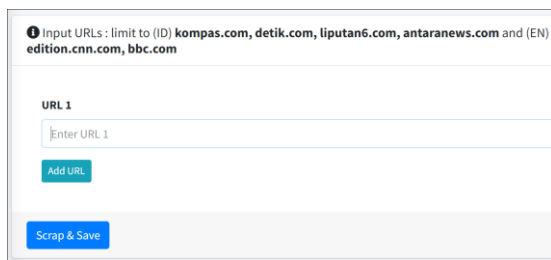 Input URLs : limit to (ID) kompas.com, detik.com, liputan6.com, antaranews.com and (EN)
edition.cnn.com, bbc.com
URL 1
Enter URL 1
Add URL
Scrap & Save